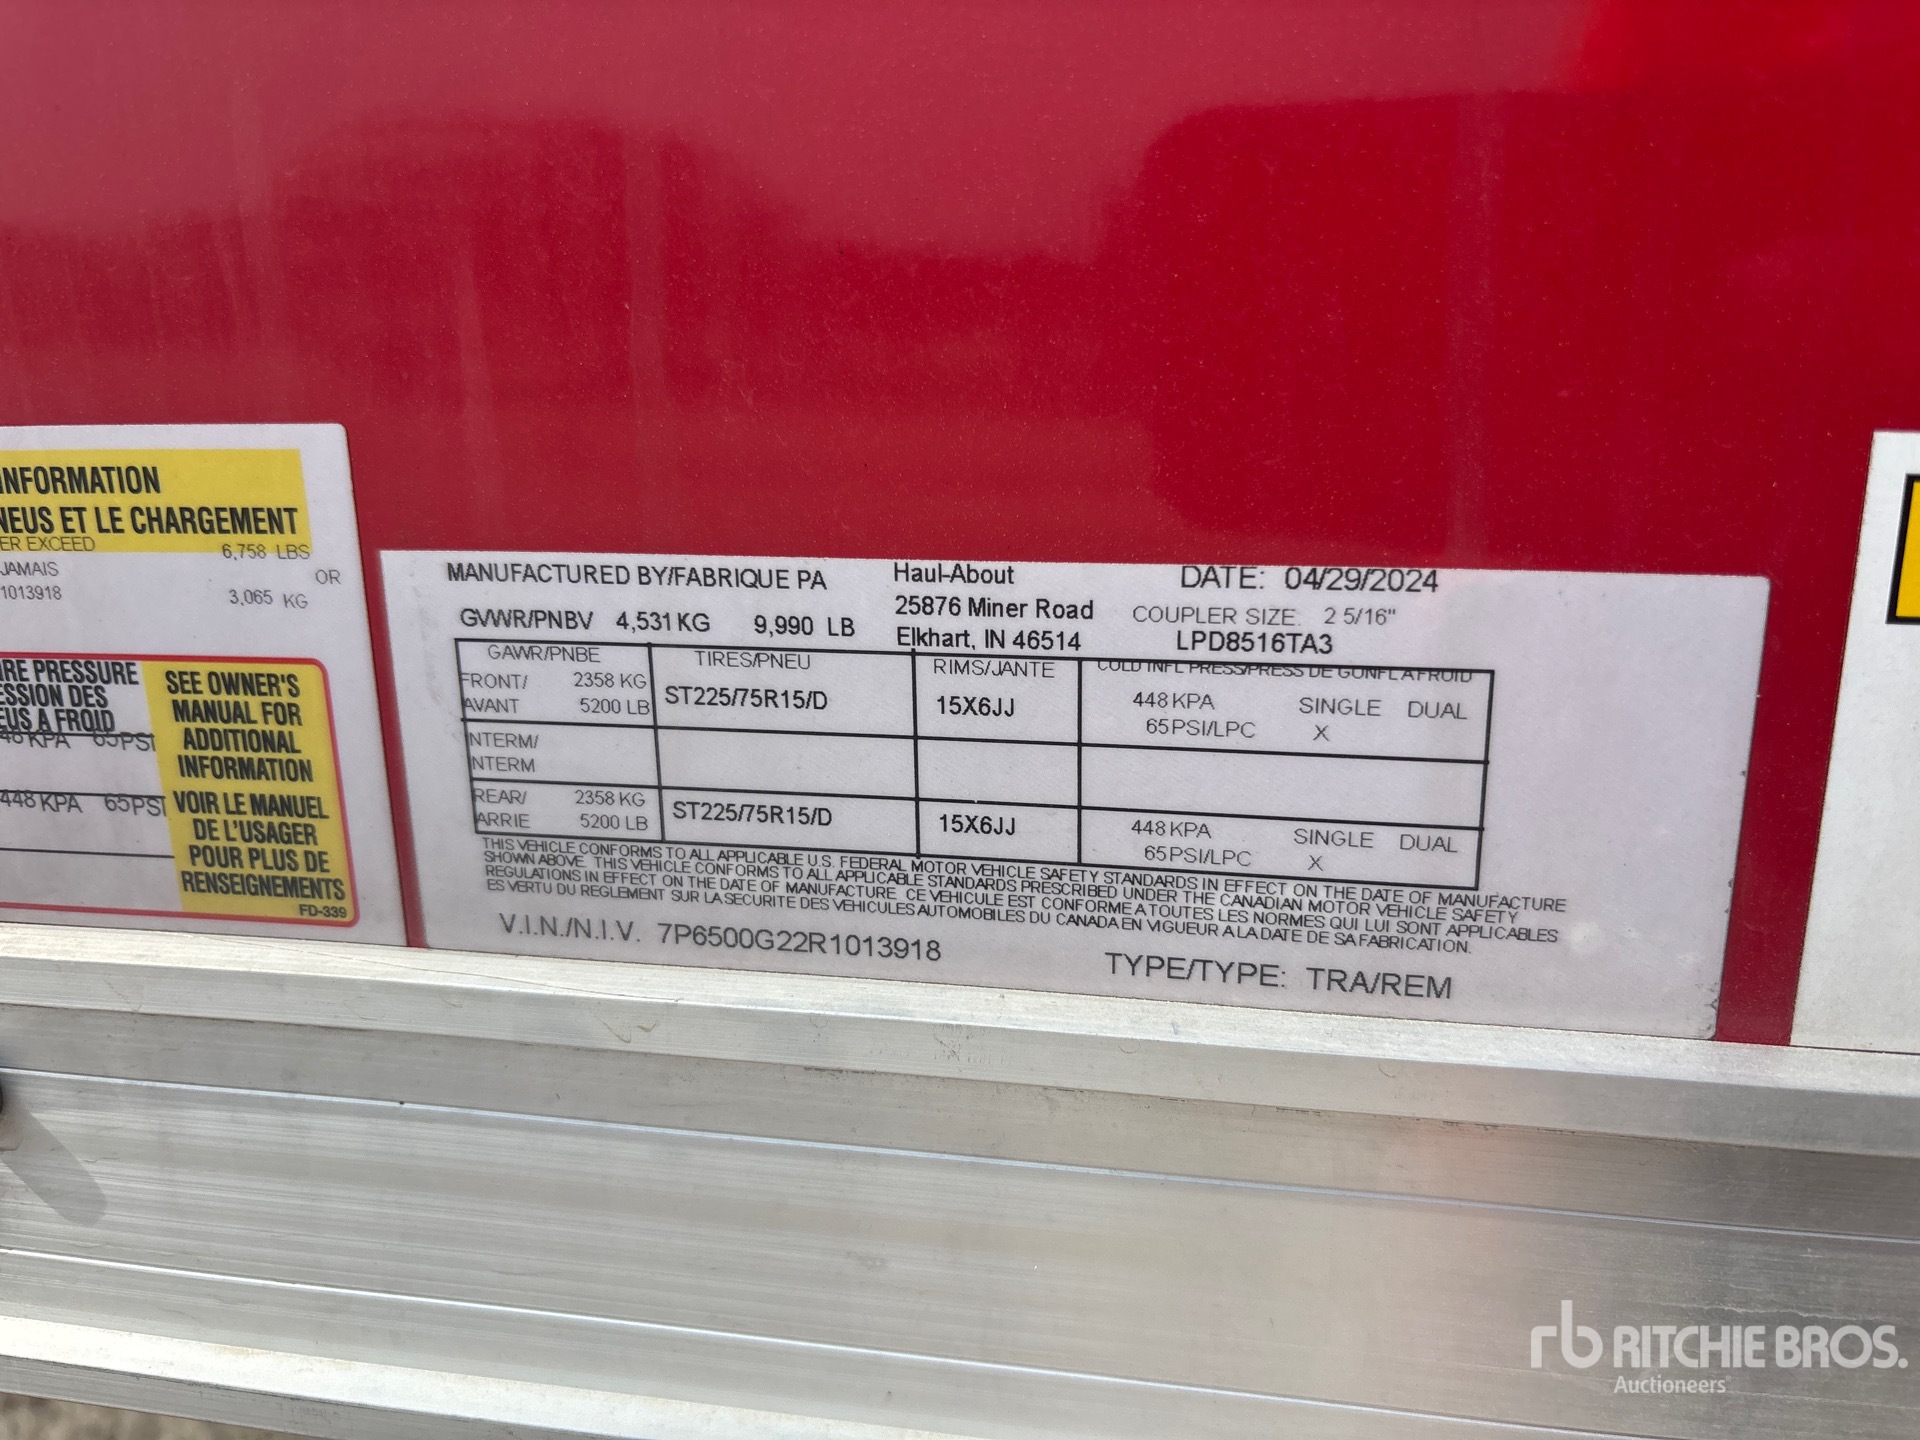 INFORMATION
NEUS ET LE CHARGEMENT
ER EXCEED 6,758 LBS
JAMAIS OR
1013918 3,065 KG
IRE PRESSURE
ESSION DES
EUS A FROID
48 KPA 65 PSI
448 KPA 65 PSI
SEE OWNER'S
MANUAL FOR
ADDITIONAL
INFORMATION
VOIR LE MANUEL
DE L'USAGER
POUR PLUS DE
RENSEIGNEMENTS
FD-339
MANUFACTURED BY/FABRIQUE PA Haul-About DATE: 04/29/2024
25876 Miner Road COUPLER SIZE. 2 5/16"
GVWR/PNBV 4,531 KG 9,990 LB Elkhart, IN 46514 LPD8516TA3
GAWR/PNBE TIRES/PNEU RIMS/JANTE COLD INFL PRESS/PRESS DE GONFL A FROID
FRONT/ 2358 KG ST225/75R15/D 15X6JJ 448 KPA SINGLE DUAL
AVANT 5200 LB 65 PSI/LPC X
NTERM/
NTERM
REAR/ 2358 KG ST225/75R15/D 15X6JJ 448 KPA SINGLE DUAL
ARRIE 5200 LB 65 PSI/LPC X
THIS VEHICLE CONFORMS TO ALL APPLICABLE U.S. FEDERAL MOTOR VEHICLE SAFETY STANDARDS IN EFFECT ON THE DATE OF MANUFACTURE
SHOWN ABOVE. THIS VEHICLE CONFORMS TO ALL APPLICABLE STANDARDS PRESCRIBED UNDER THE CANADIAN MOTOR VEHICLE SAFETY
REGULATIONS IN EFFECT ON THE DATE OF MANUFACTURE. CE VEHICULE EST CONFORME A TOUTES LES NORMES QUI LUI SONT APPLICABLES
ES VERTU DU REGLEMENT SUR LA SECURITE DES VEHICULES AUTOMOBILES DU CANADA EN VIGUEUR A LA DATE DE SA FABRICATION.
V.I.N./N.I.V. 7P6500G22R1013918 TYPE/TYPE: TRA/REM
rb RITCHIE BROS.
Auctioneers